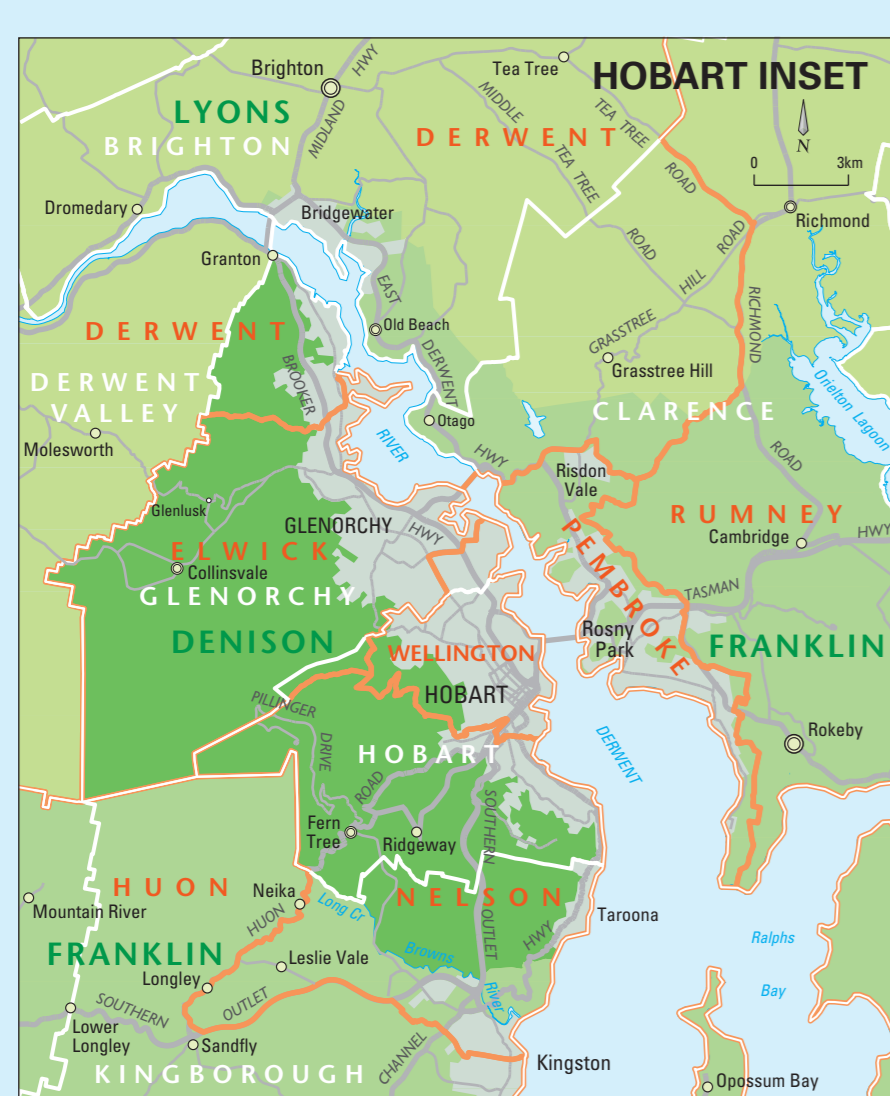 HOBART INSET
N
0 3km
Brighton
MIDLAND HWY
Tea Tree
LYONS
BRIGHTON
DERWENT
MIDDLE TEA TREE ROAD
TEA TREE ROAD
Dromedary
Bridgewater
Richmond
Granton
EAST DERWENT HWY
GRASSTREE HILL ROAD
RICHMOND ROAD
DERWENT
Old Beach
BROOKER HWY
DERWENT
VALLEY
Grasstree Hill
Orielton Lagoon
CLARENCE
Otago
Molesworth
RIVER
Risdon
Vale
Glenlusk
GLENORCHY
RUMNEY
Cambridge
HWY
ELWICK
Collinsvale
PEMBROKE
GLENORCHY
TASMAN
DENISON
Rosny
Park
FRANKLIN
WELLINGTON
HOBART
PILLINGER DRIVE
Rokeby
HOBART
DERWENT
ROAD
SOUTHERN OUTLET
Fern
Tree
Ridgeway
HUON
Neika
NELSON
Mountain River
Long Cr
Taroona
HUON
HWY
FRANKLIN
Leslie Vale
Browns River
Ralphs
Bay
Longley
SOUTHERN OUTLET
Lower
Longley
Sandfly
CHANNEL
Kingston
KINGBOROUGH
Opossum Bay